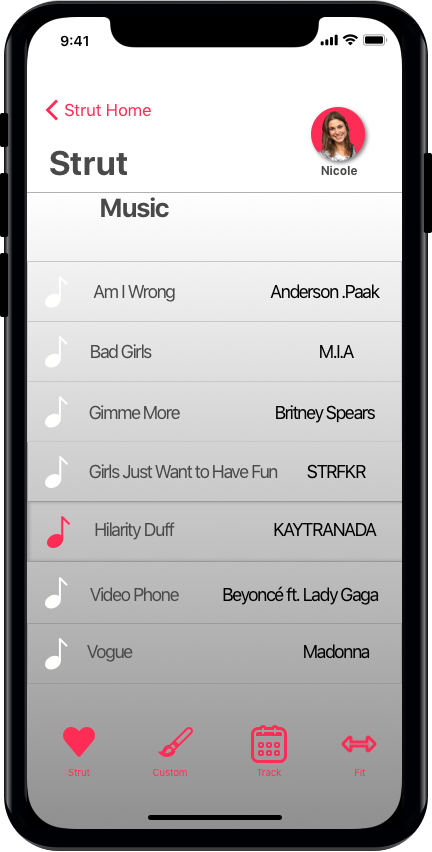 9:41
Strut Home
Strut
Nicole
Music
Am I Wrong Anderson .Paak
Bad Girls M.I.A
Gimme More Britney Spears
Girls Just Want to Have Fun STRFKR
Hilarity Duff KAYTRANADA
Video Phone Beyoncé ft. Lady Gaga
Vogue Madonna
Strut Custom Track Fit